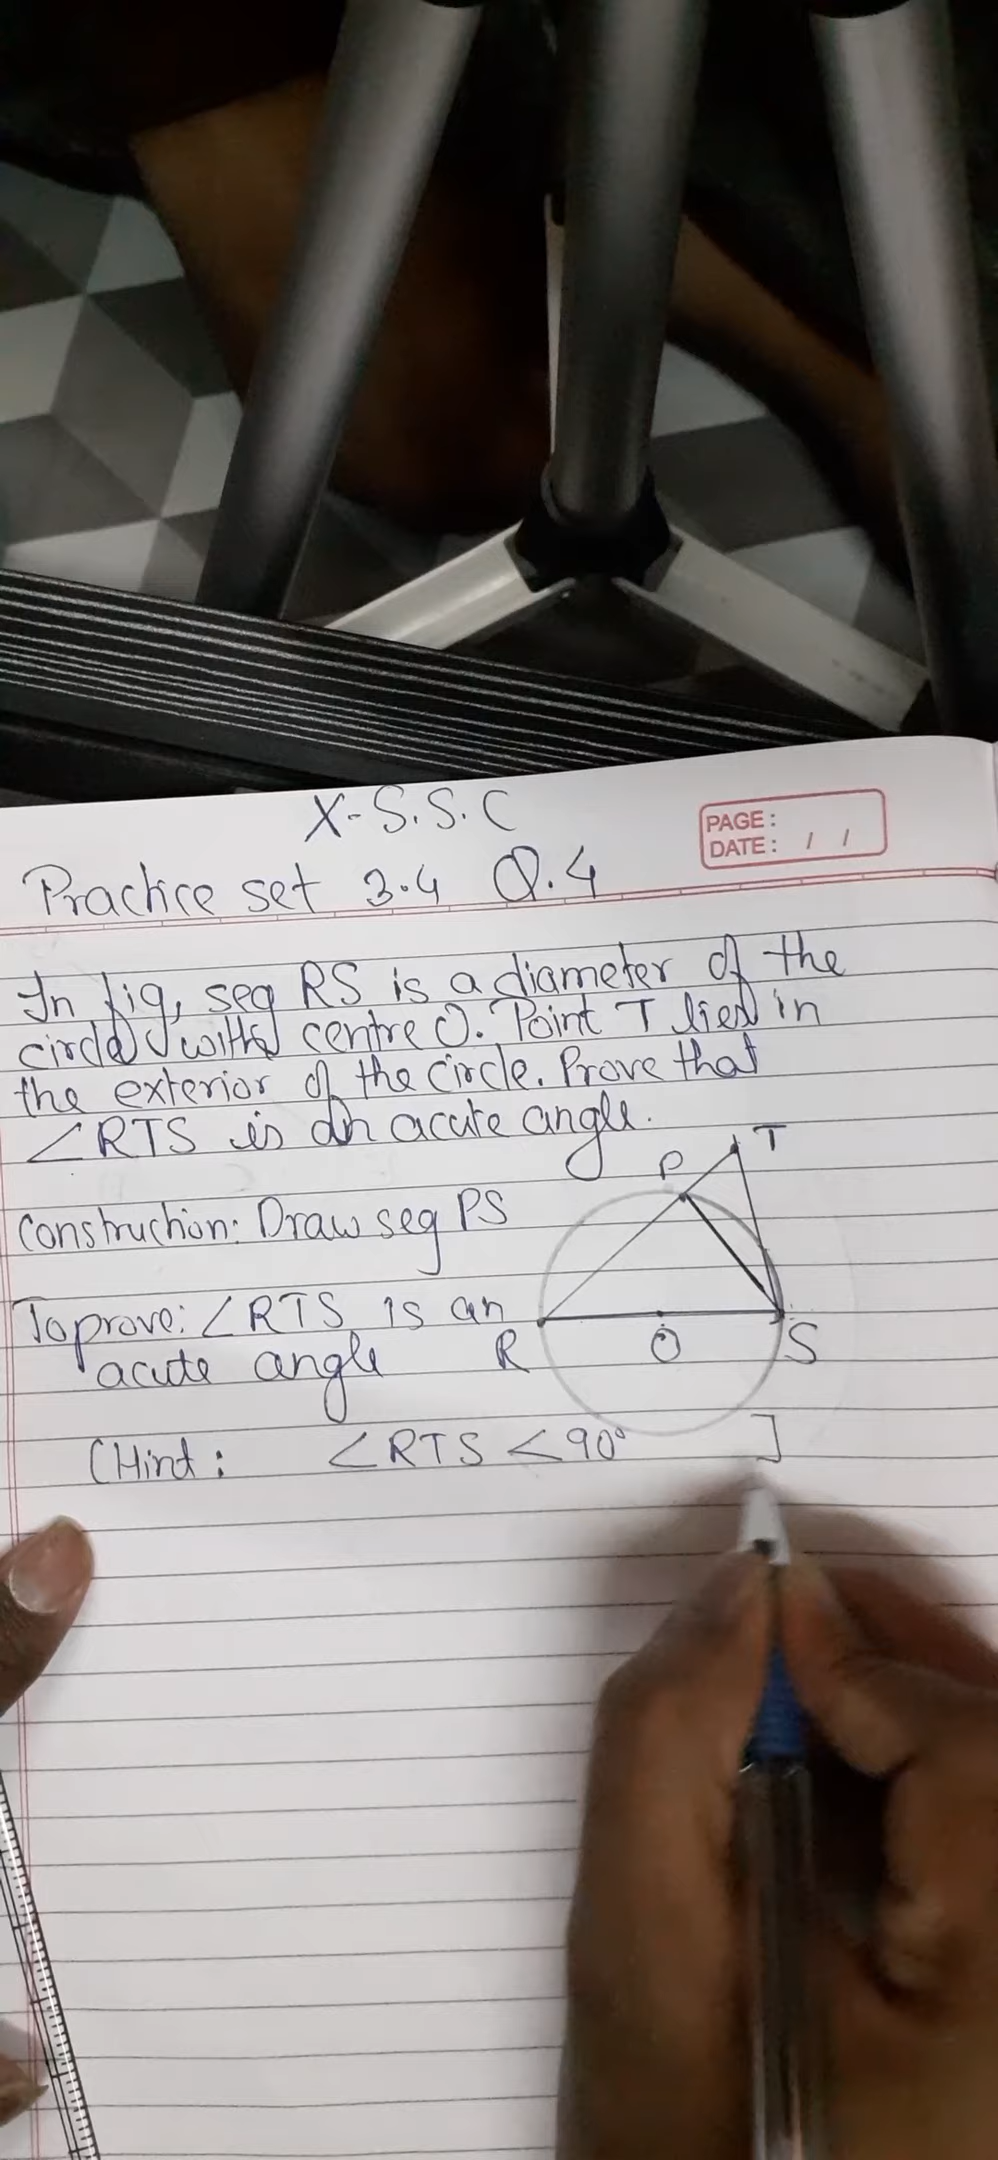 X-S.S.C
PAGE:
DATE: / /
Practice set 3.4 Q.4
In fig, seg RS is a diameter of the
circle with centre O. Point T lies in
the exterior of the circle. Prove that
∠RTS is an acute angle.
T
P
Construction: Draw seg PS
To prove: ∠RTS is an
acute angle
R
O
S
(Hint: ∠RTS < 90° ]